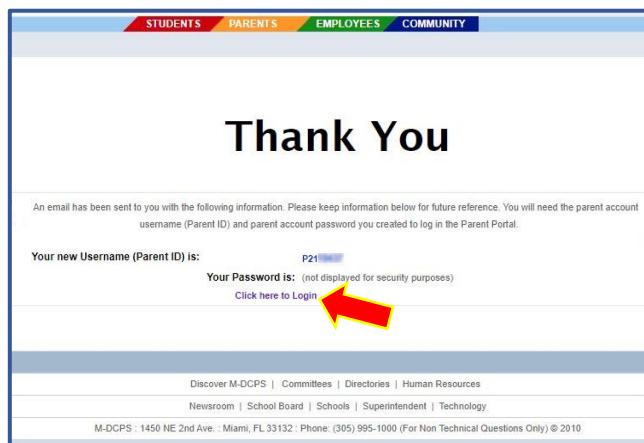 STUDENTS PARENTS EMPLOYEES COMMUNITY
Thank You
An email has been sent to you with the following information. Please keep information below for future reference. You will need the parent account
username (Parent ID) and parent account password you created to log in the Parent Portal.
Your new Username (Parent ID) is: P21
Your Password is: (not displayed for security purposes)
Click here to Login
Discover M-DCPS | Committees | Directories | Human Resources
Newsroom | School Board | Schools | Superintendent | Technology
M-DCPS : 1450 NE 2nd Ave. : Miami, FL 33132 : Phone: (305) 995-1000 (For Non Technical Questions Only) © 2010